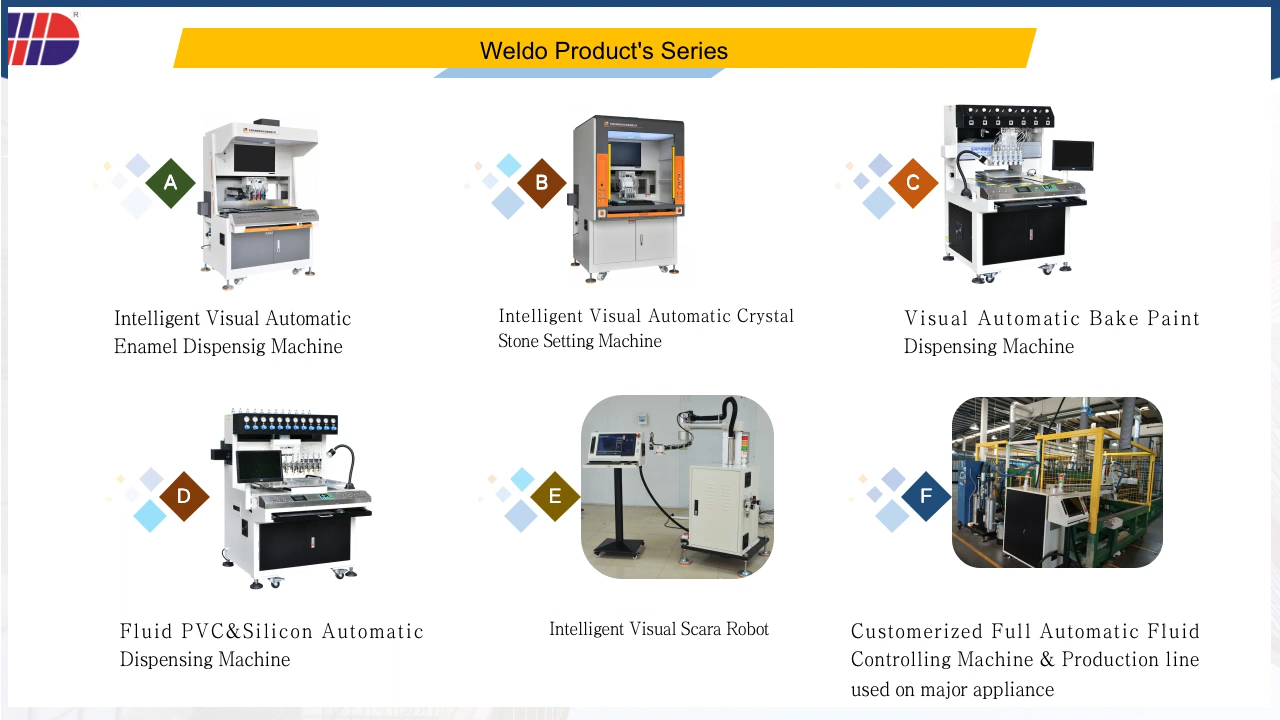 ®
Weldo Product's Series
A
B
C
Intelligent Visual Automatic
Enamel Dispensig Machine
Intelligent Visual Automatic Crystal
Stone Setting Machine
Visual Automatic Bake Paint
Dispensing Machine
D
E
F
Fluid PVC&Silicon Automatic
Dispensing Machine
Intelligent Visual Scara Robot
Customerized Full Automatic Fluid
Controlling Machine & Production line
used on major appliance